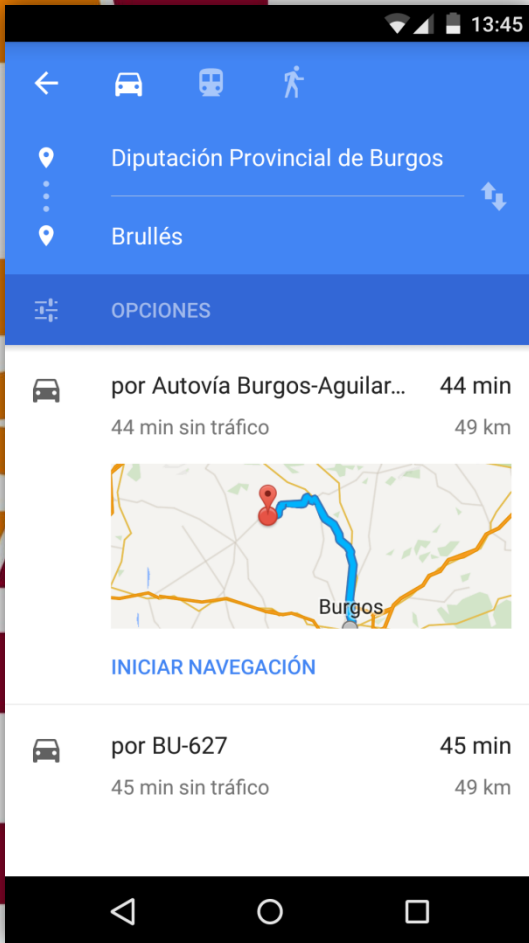 13:45
Diputación Provincial de Burgos
Brullés
OPCIONES
por Autovía Burgos-Aguilar... 44 min
44 min sin tráfico 49 km
Burgos
INICIAR NAVEGACIÓN
por BU-627 45 min
45 min sin tráfico 49 km